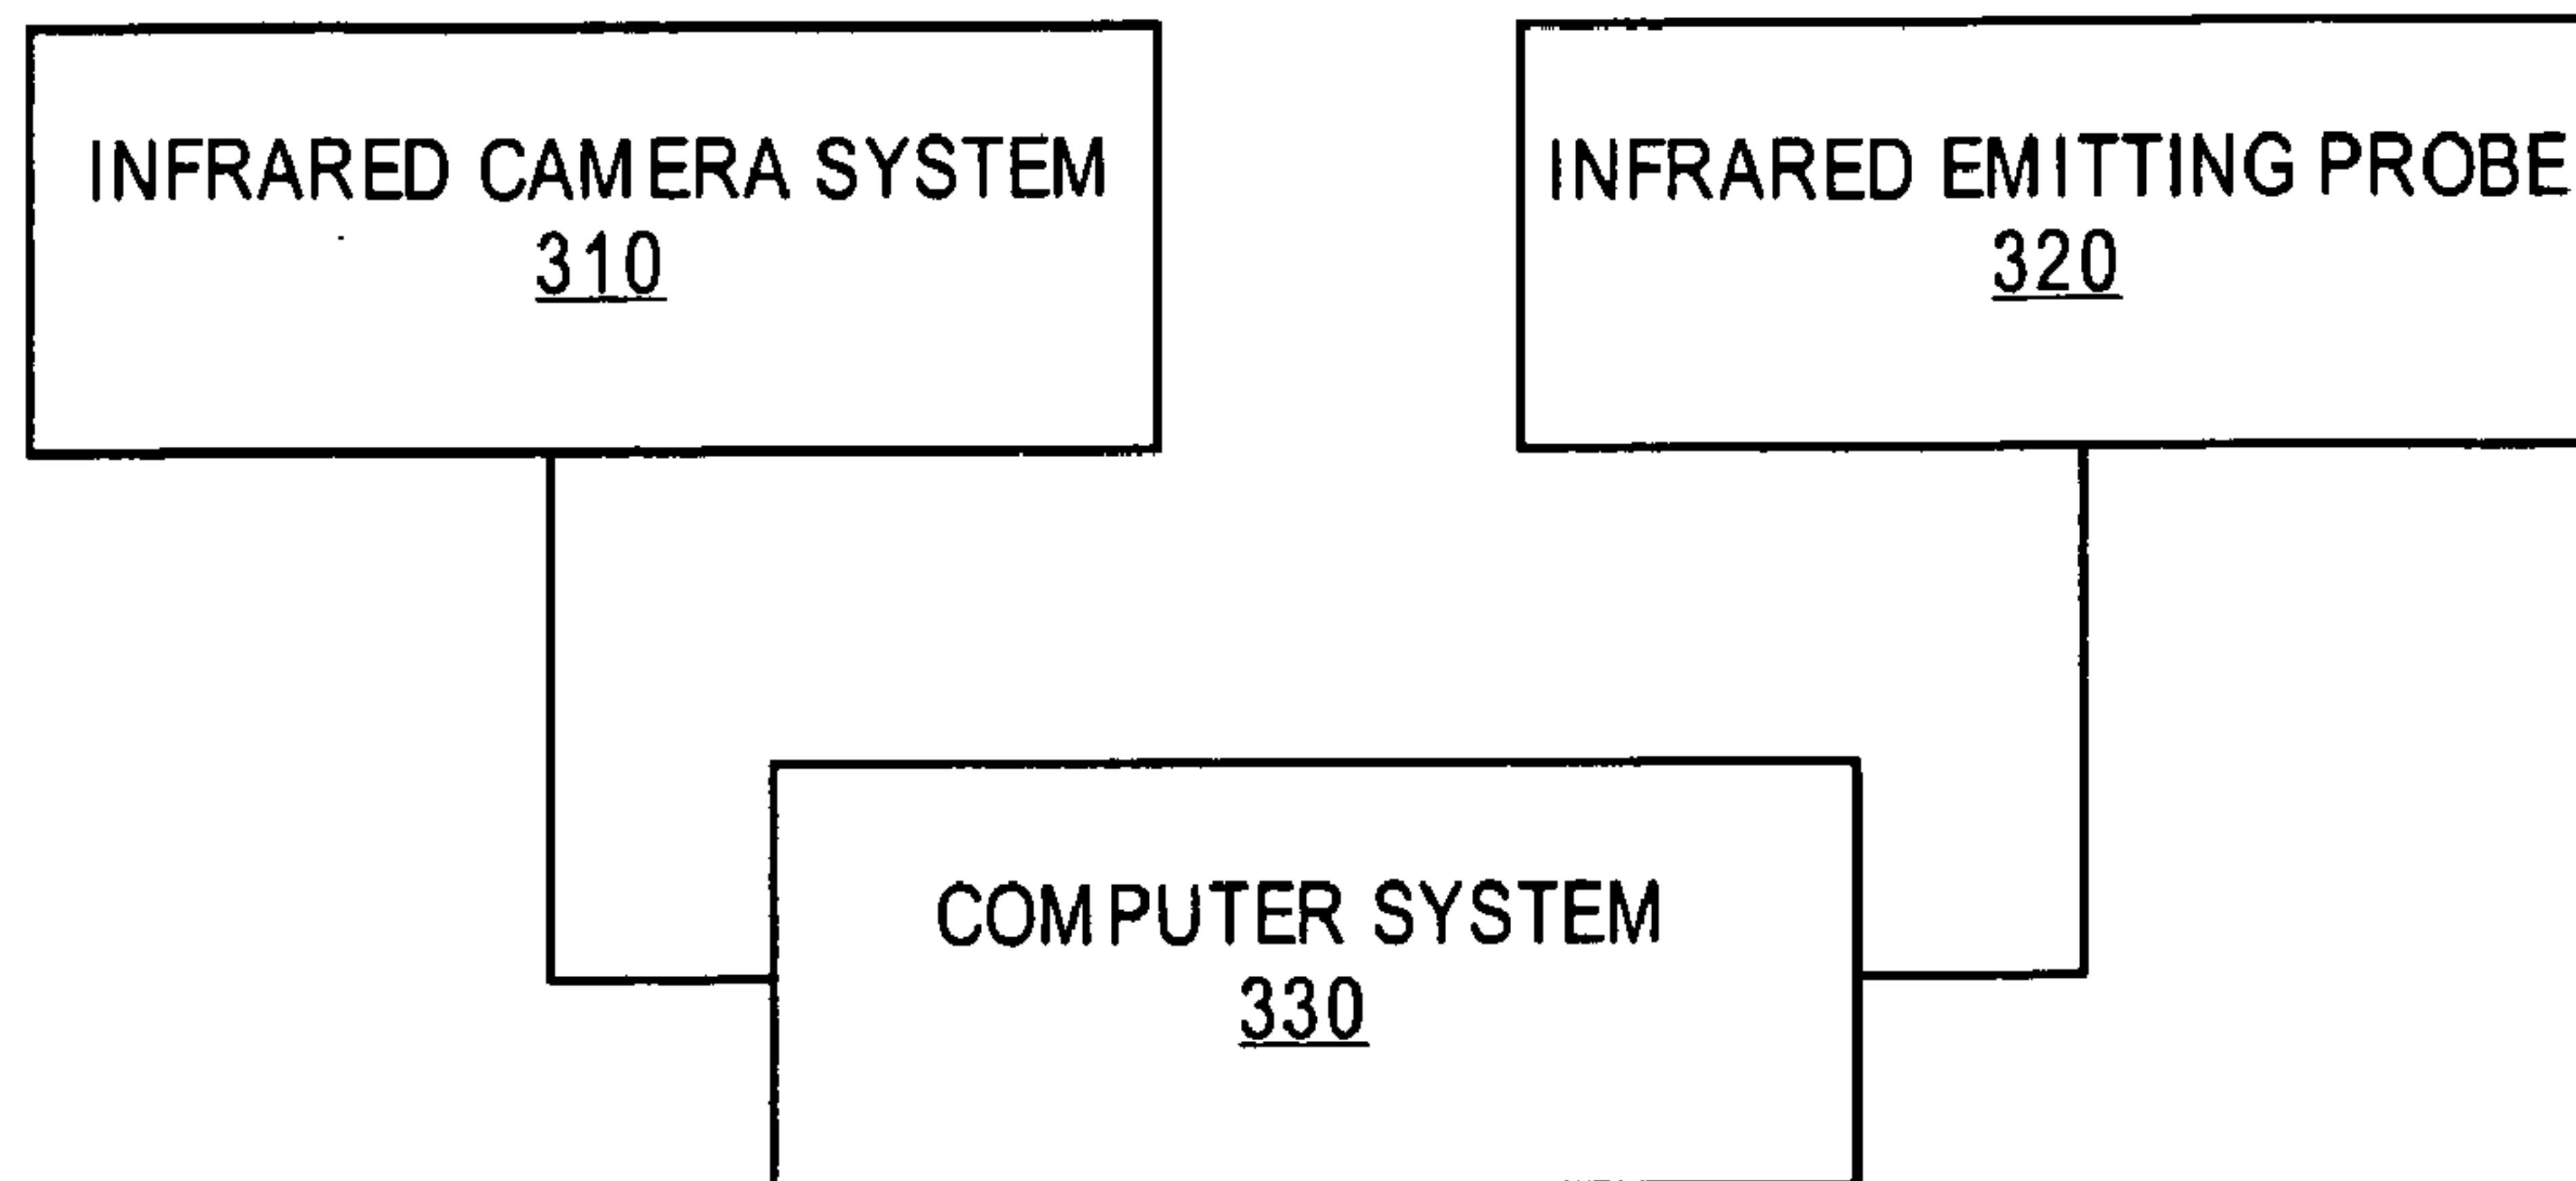 INFRARED CAMERA SYSTEM
310
INFRARED EMITTING PROBE
320
COMPUTER SYSTEM
330